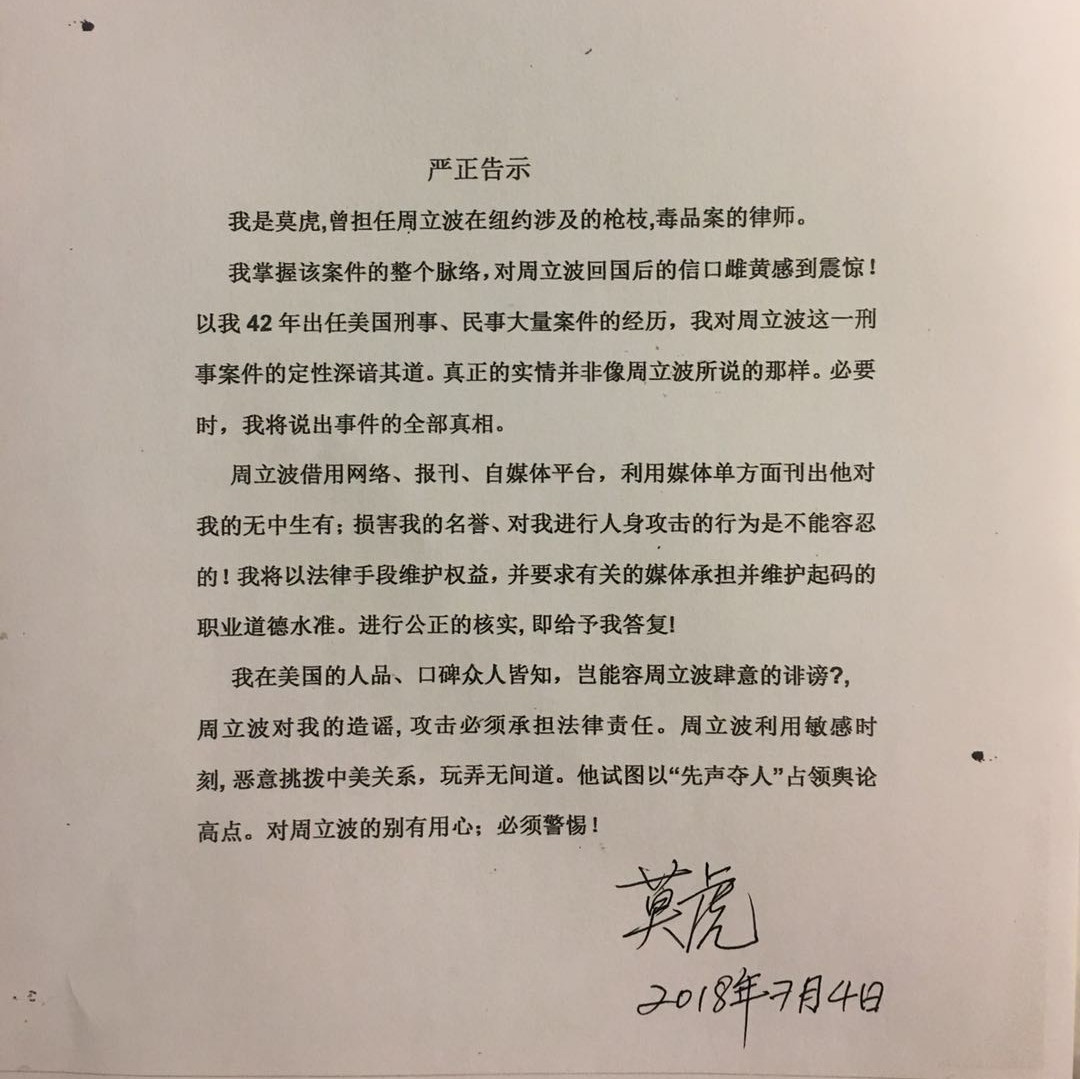 严正告示
我是莫虎,曾担任周立波在纽约涉及的枪枝,毒品案的律师。
我掌握该案件的整个脉络,对周立波回国后的信口雌黄感到震惊!
以我 42 年出任美国刑事、民事大量案件的经历，我对周立波这一刑
事案件的定性深谙其道。真正的实情并非像周立波所说的那样。必要
时，我将说出事件的全部真相。
周立波借用网络、报刊、自媒体平台，利用媒体单方面刊出他对
我的无中生有；损害我的名誉、对我进行人身攻击的行为是不能容忍
的!我将以法律手段维护权益，并要求有关的媒体承担并维护起码的
职业道德水准。进行公正的核实,即给予我答复!
我在美国的人品、口碑众人皆知，岂能容周立波肆意的诽谤?,
周立波对我的造谣,攻击必须承担法律责任。周立波利用敏感时
刻,恶意挑拨中美关系，玩弄无间道。他试图以“先声夺人”占领舆论
高点。对周立波的别有用心；必须警惕!
莫虎
2018年7月4日